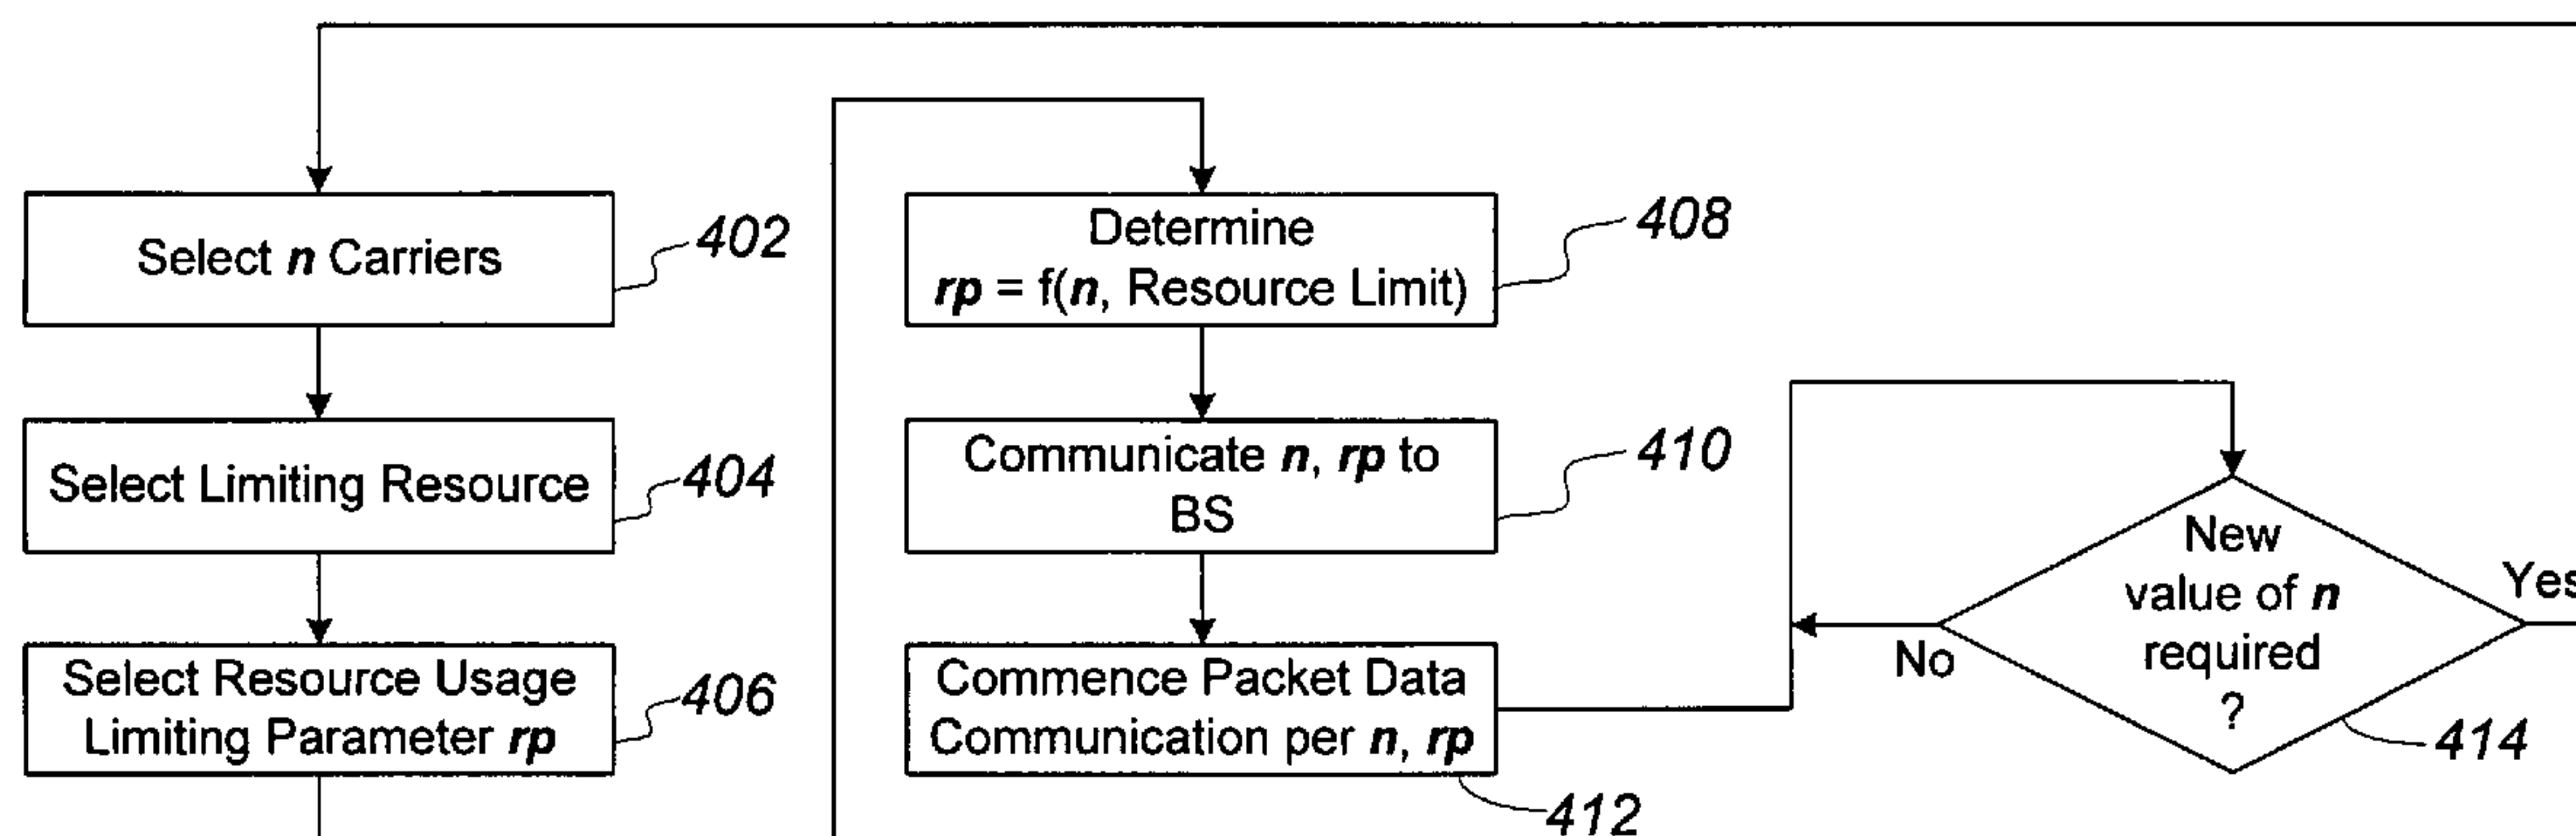 Select n Carriers
402
Select Limiting Resource
404
Select Resource Usage
Limiting Parameter rp
406
Determine
rp = f(n, Resource Limit)
408
Communicate n, rp to
BS
410
Commence Packet Data
Communication per n, rp
412
New
value of n
required
?
Yes
No
414